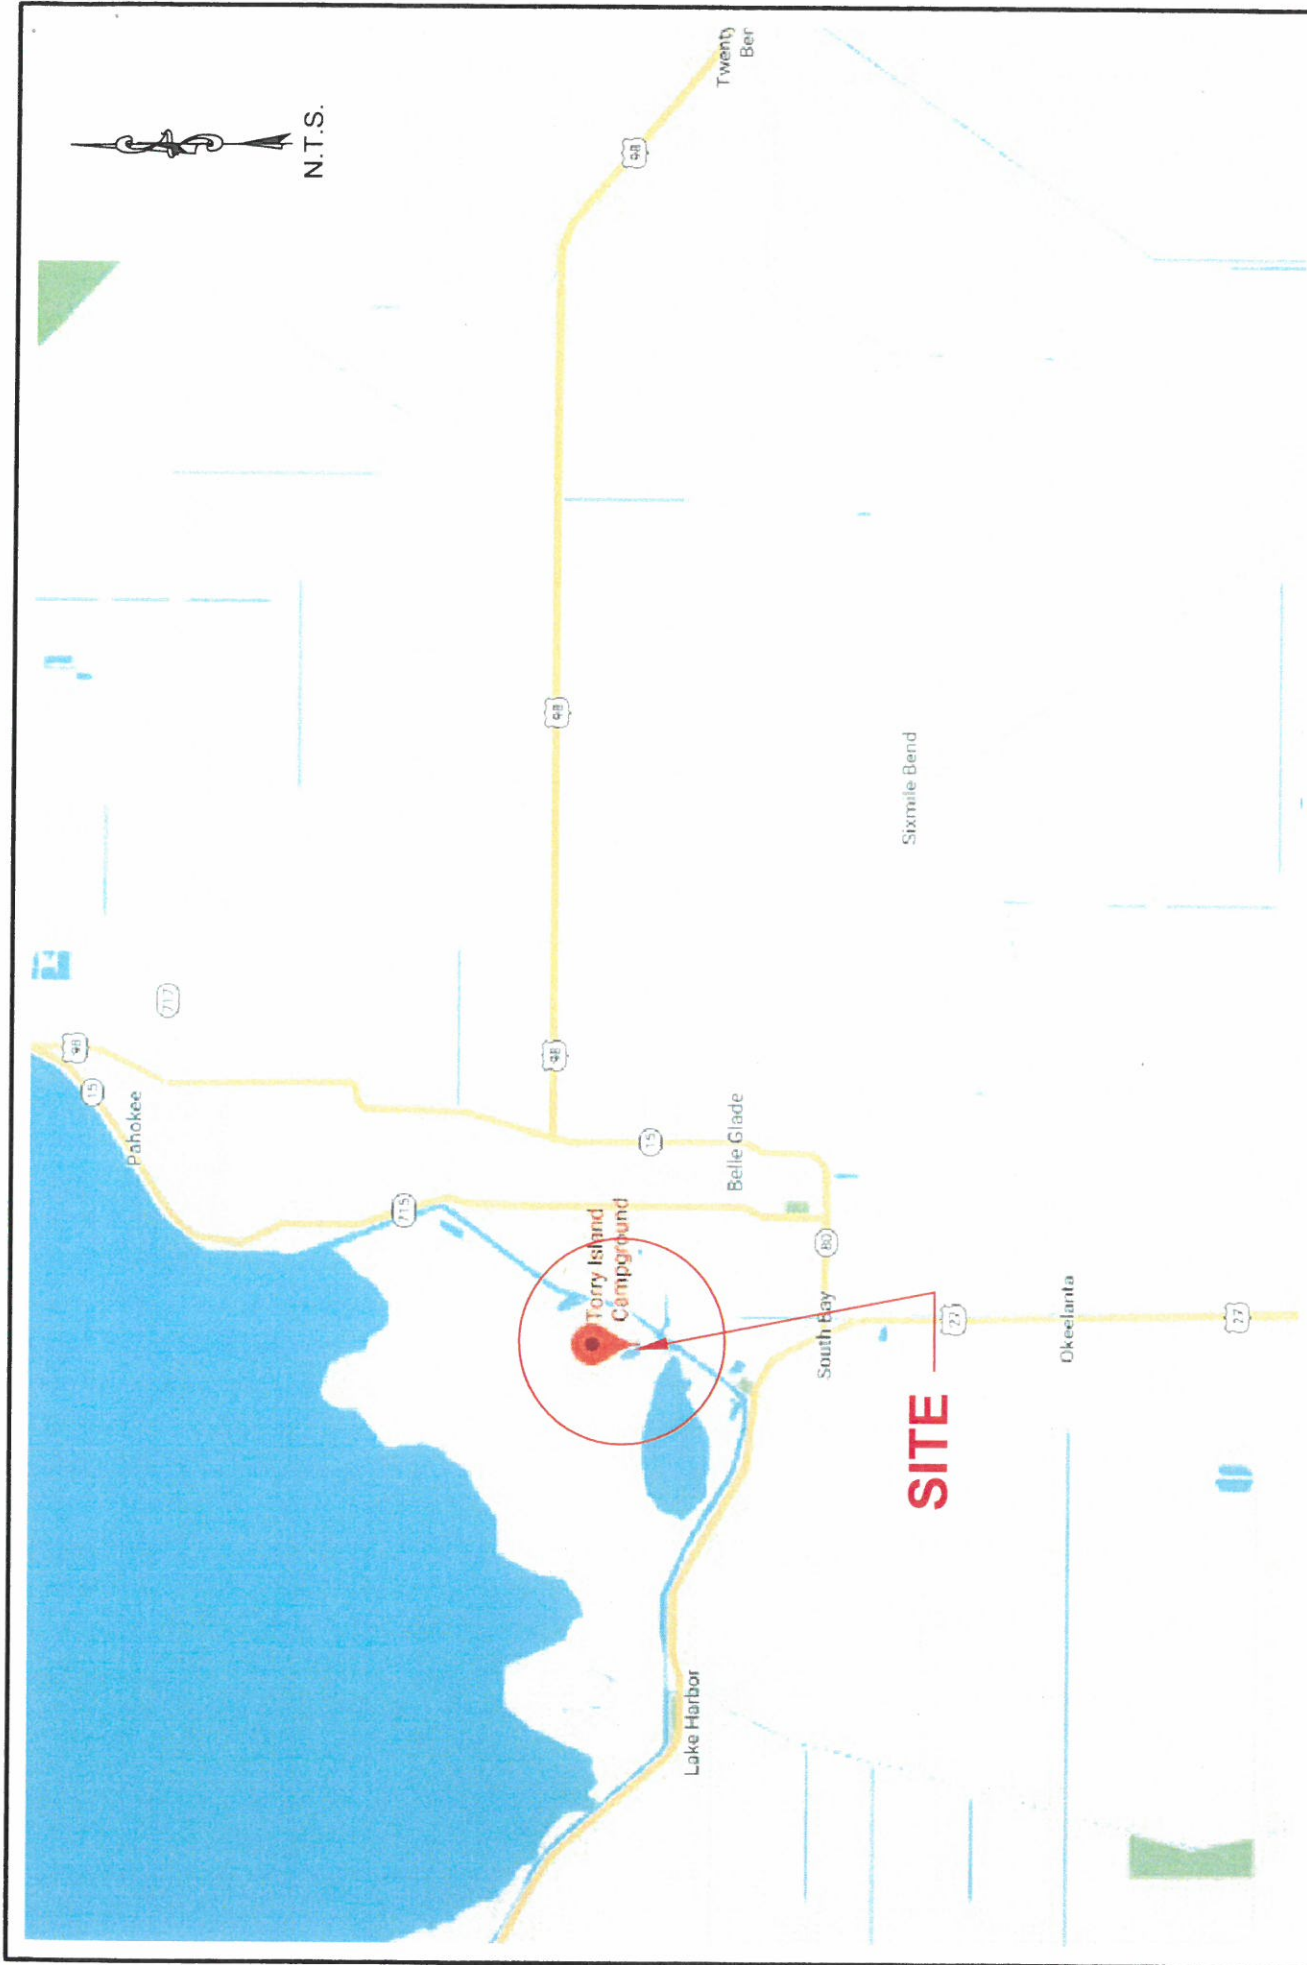 N.T.S.
Twenty
Ber
98
98
98
98
717
15
Pahokee
715
15
Belle Glade
Torry Island
Campground
80
South Bay
27
Okeelanta
27
SITE
Sixmile Bend
Lake Harbor